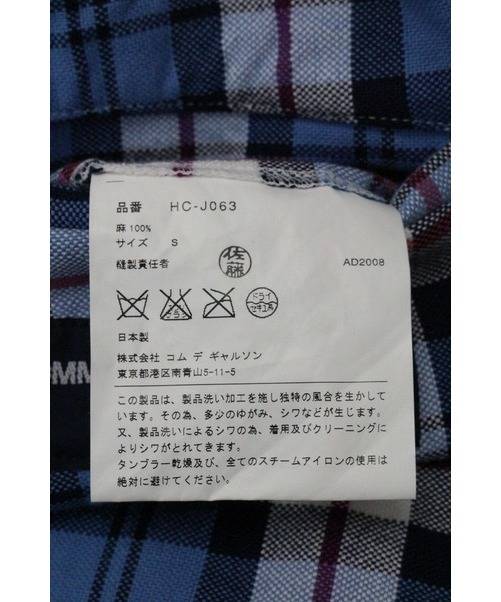 品番 HC-J063
麻 100%
サイズ S
縫製責任者 佐藤 AD2008
ドライ セキユ系
日本製
株式会社 コム デ ギャルソン
東京都港区南青山5-11-5
この製品は、製品洗い加工を施し独特の風合を生かして
います。その為、多少のゆがみ、シワなどが生じます。
又、製品洗いによるシワの為、着用及びクリーニングに
よりシワがとれてきます。
タンブラー乾燥及び、全てのスチームアイロンの使用は
絶対に避けてください。
MM